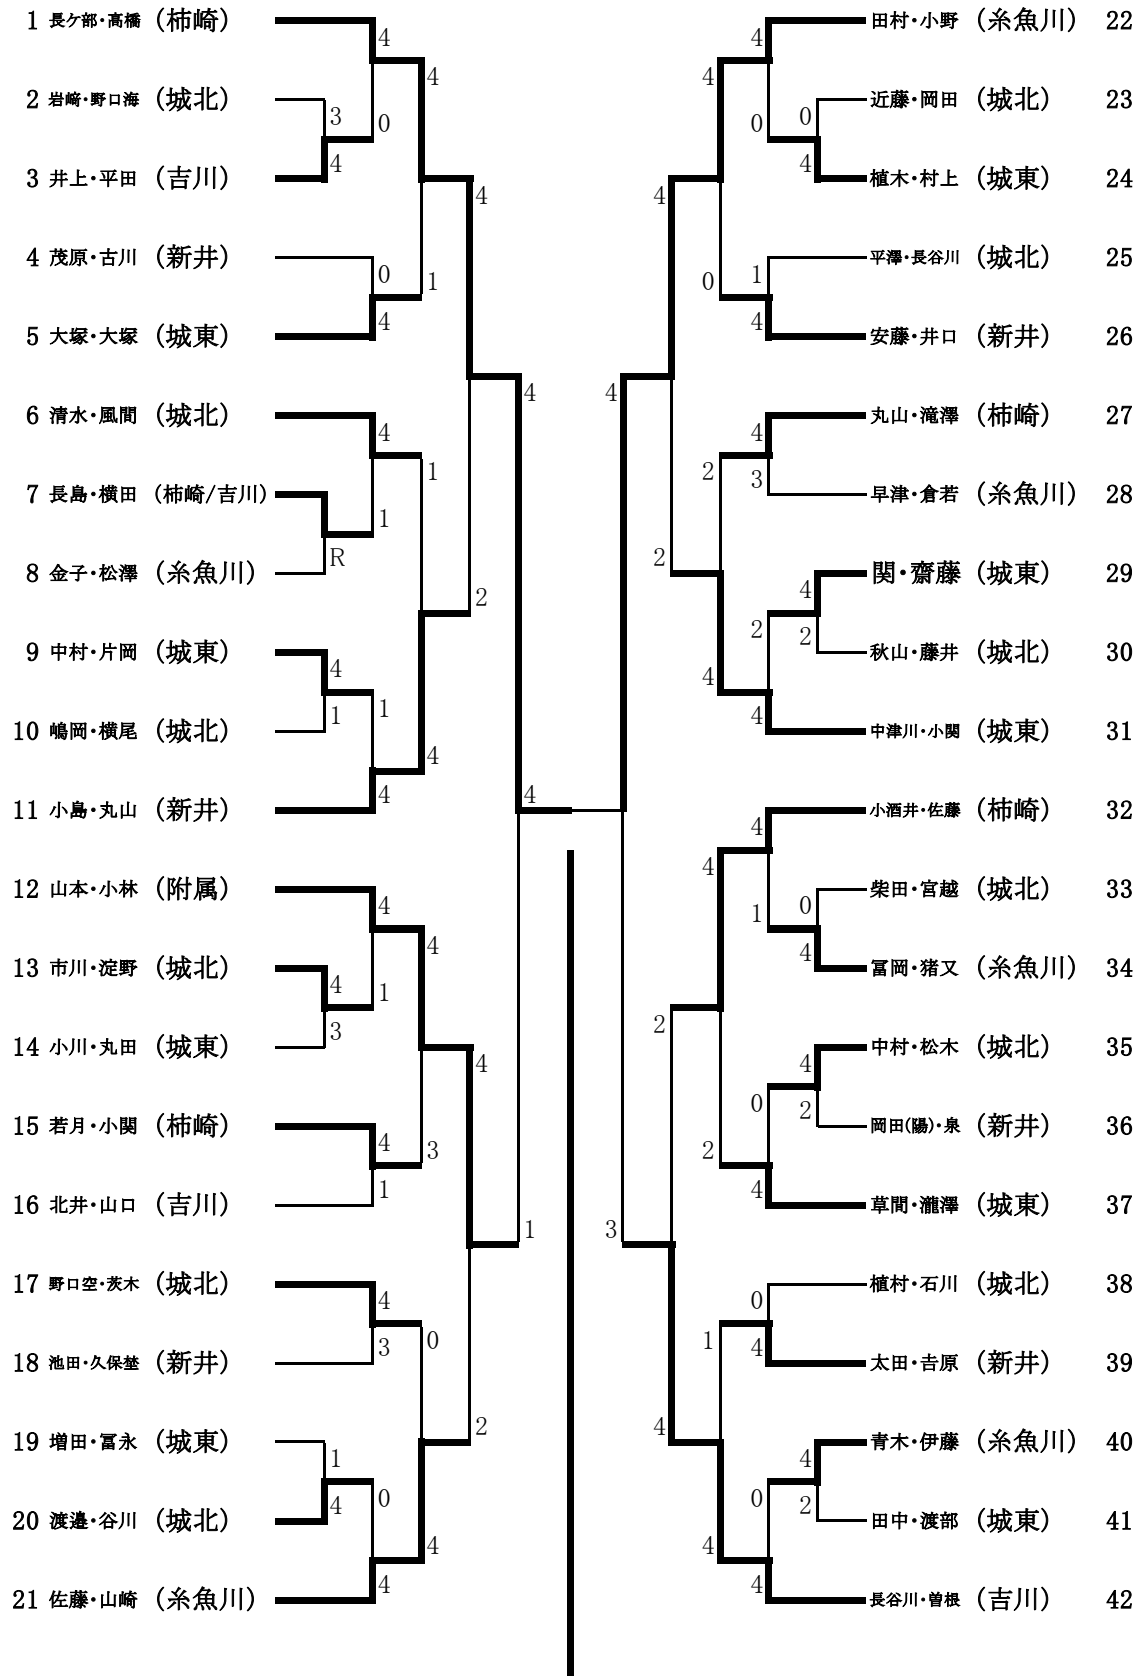 1 長ケ部・高橋 (柿崎)
4
4
2 岩﨑・野口海 (城北)
3
0
4
3 井上・平田 (吉川)
4
4 茂原・古川 (新井)
0
1
4
5 大塚・大塚 (城東)
4
6 清水・風間 (城北)
4
1
7 長島・横田 (柿崎/吉川)
1
R
8 金子・松澤 (糸魚川)
2
9 中村・片岡 (城東)
4
1
1
10 嶋岡・横尾 (城北)
4
4
4
11 小島・丸山 (新井)
12 山本・小林 (附属)
4
4
13 市川・淀野 (城北)
4
1
3
14 小川・丸田 (城東)
4
15 若月・小関 (柿崎)
4
3
1
16 北井・山口 (吉川)
1
17 野口空・茨木 (城北)
4
0
3
18 池田・久保埜 (新井)
2
19 増田・冨永 (城東)
1
0
4
20 渡邉・谷川 (城北)
4
4
21 佐藤・山崎 (糸魚川)
田村・小野 (糸魚川) 22
4
4
近藤・岡田 (城北) 23
0
0
4
植木・村上 (城東) 24
4
平澤・長谷川 (城北) 25
1
0
4
安藤・井口 (新井) 26
4
丸山・滝澤 (柿崎) 27
4
2
3
早津・倉若 (糸魚川) 28
2
関・齋藤 (城東) 29
4
2
2
秋山・藤井 (城北) 30
4
4
中津川・小関 (城東) 31
小酒井・佐藤 (柿崎) 32
4
4
柴田・宮越 (城北) 33
0
1
4
冨岡・猪又 (糸魚川) 34
2
中村・松木 (城北) 35
4
0
2
岡田(陽)・泉 (新井) 36
2
4
草間・瀧澤 (城東) 37
3
植村・石川 (城北) 38
0
1
4
太田・吉原 (新井) 39
4
青木・伊藤 (糸魚川) 40
4
0
2
田中・渡部 (城東) 41
4
4
長谷川・曽根 (吉川) 42